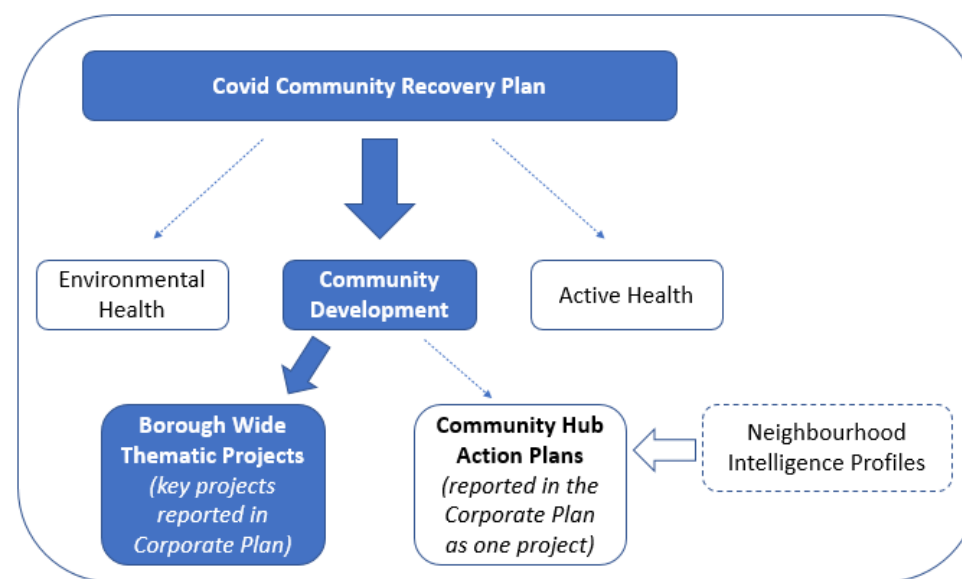 Covid Community Recovery Plan
Environmental
Health
Community
Development
Active Health
Borough Wide
Thematic Projects
(key projects
reported in
Corporate Plan)
Community Hub
Action Plans
(reported in the
Corporate Plan
as one project)
Neighbourhood
Intelligence Profiles